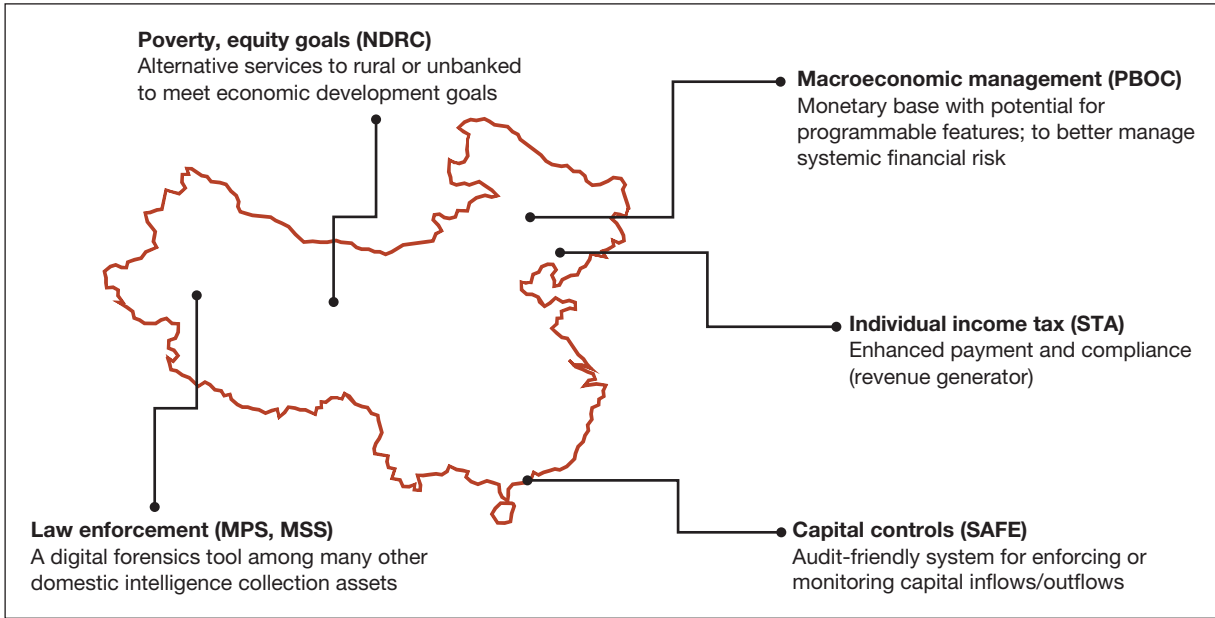 Poverty, equity goals (NDRC)
Alternative services to rural or unbanked
to meet economic development goals
Macroeconomic management (PBOC)
Monetary base with potential for
programmable features; to better manage
systemic financial risk
Individual income tax (STA)
Enhanced payment and compliance
(revenue generator)
Law enforcement (MPS, MSS)
A digital forensics tool among many other
domestic intelligence collection assets
Capital controls (SAFE)
Audit-friendly system for enforcing or
monitoring capital inflows/outflows